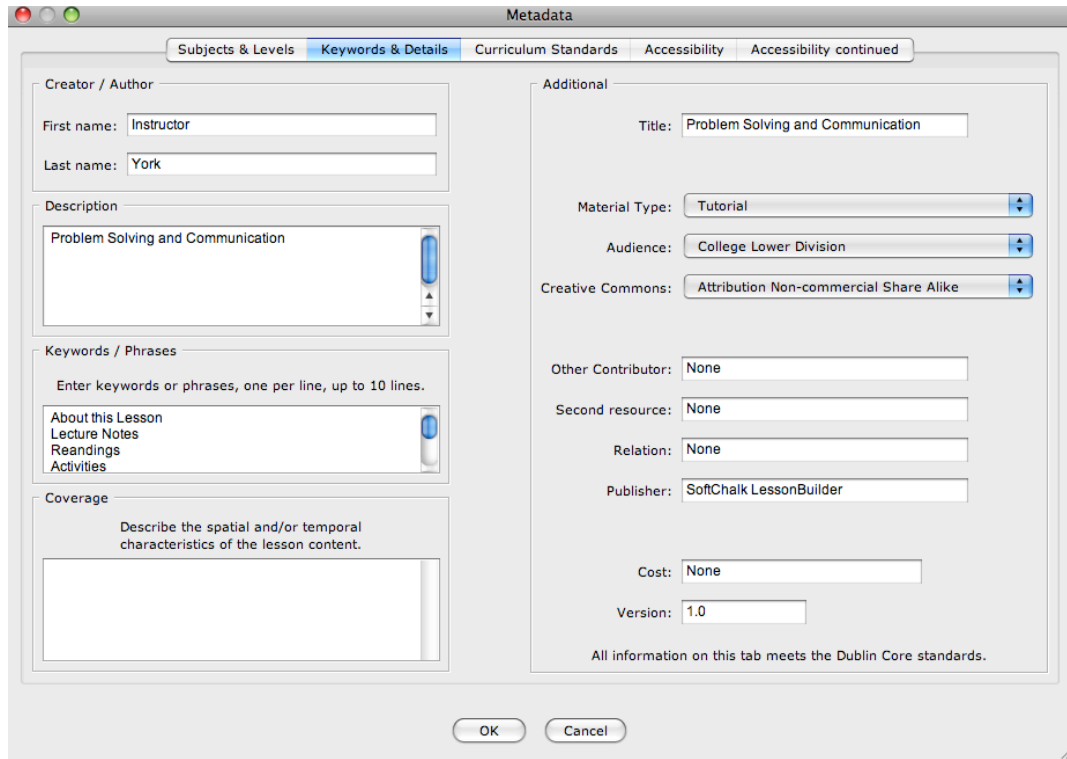 Metadata
Subjects & Levels
Keywords & Details
Curriculum Standards
Accessibility
Accessibility continued
Creator / Author
First name: Instructor
Last name: York
Description
Problem Solving and Communication
Keywords / Phrases
Enter keywords or phrases, one per line, up to 10 lines.
About this Lesson
Lecture Notes
Reandings
Activities
Coverage
Describe the spatial and/or temporal
characteristics of the lesson content.
Additional
Title: Problem Solving and Communication
Material Type: Tutorial
Audience: College Lower Division
Creative Commons: Attribution Non-commercial Share Alike
Other Contributor: None
Second resource: None
Relation: None
Publisher: SoftChalk LessonBuilder
Cost: None
Version: 1.0
All information on this tab meets the Dublin Core standards.
OK
Cancel